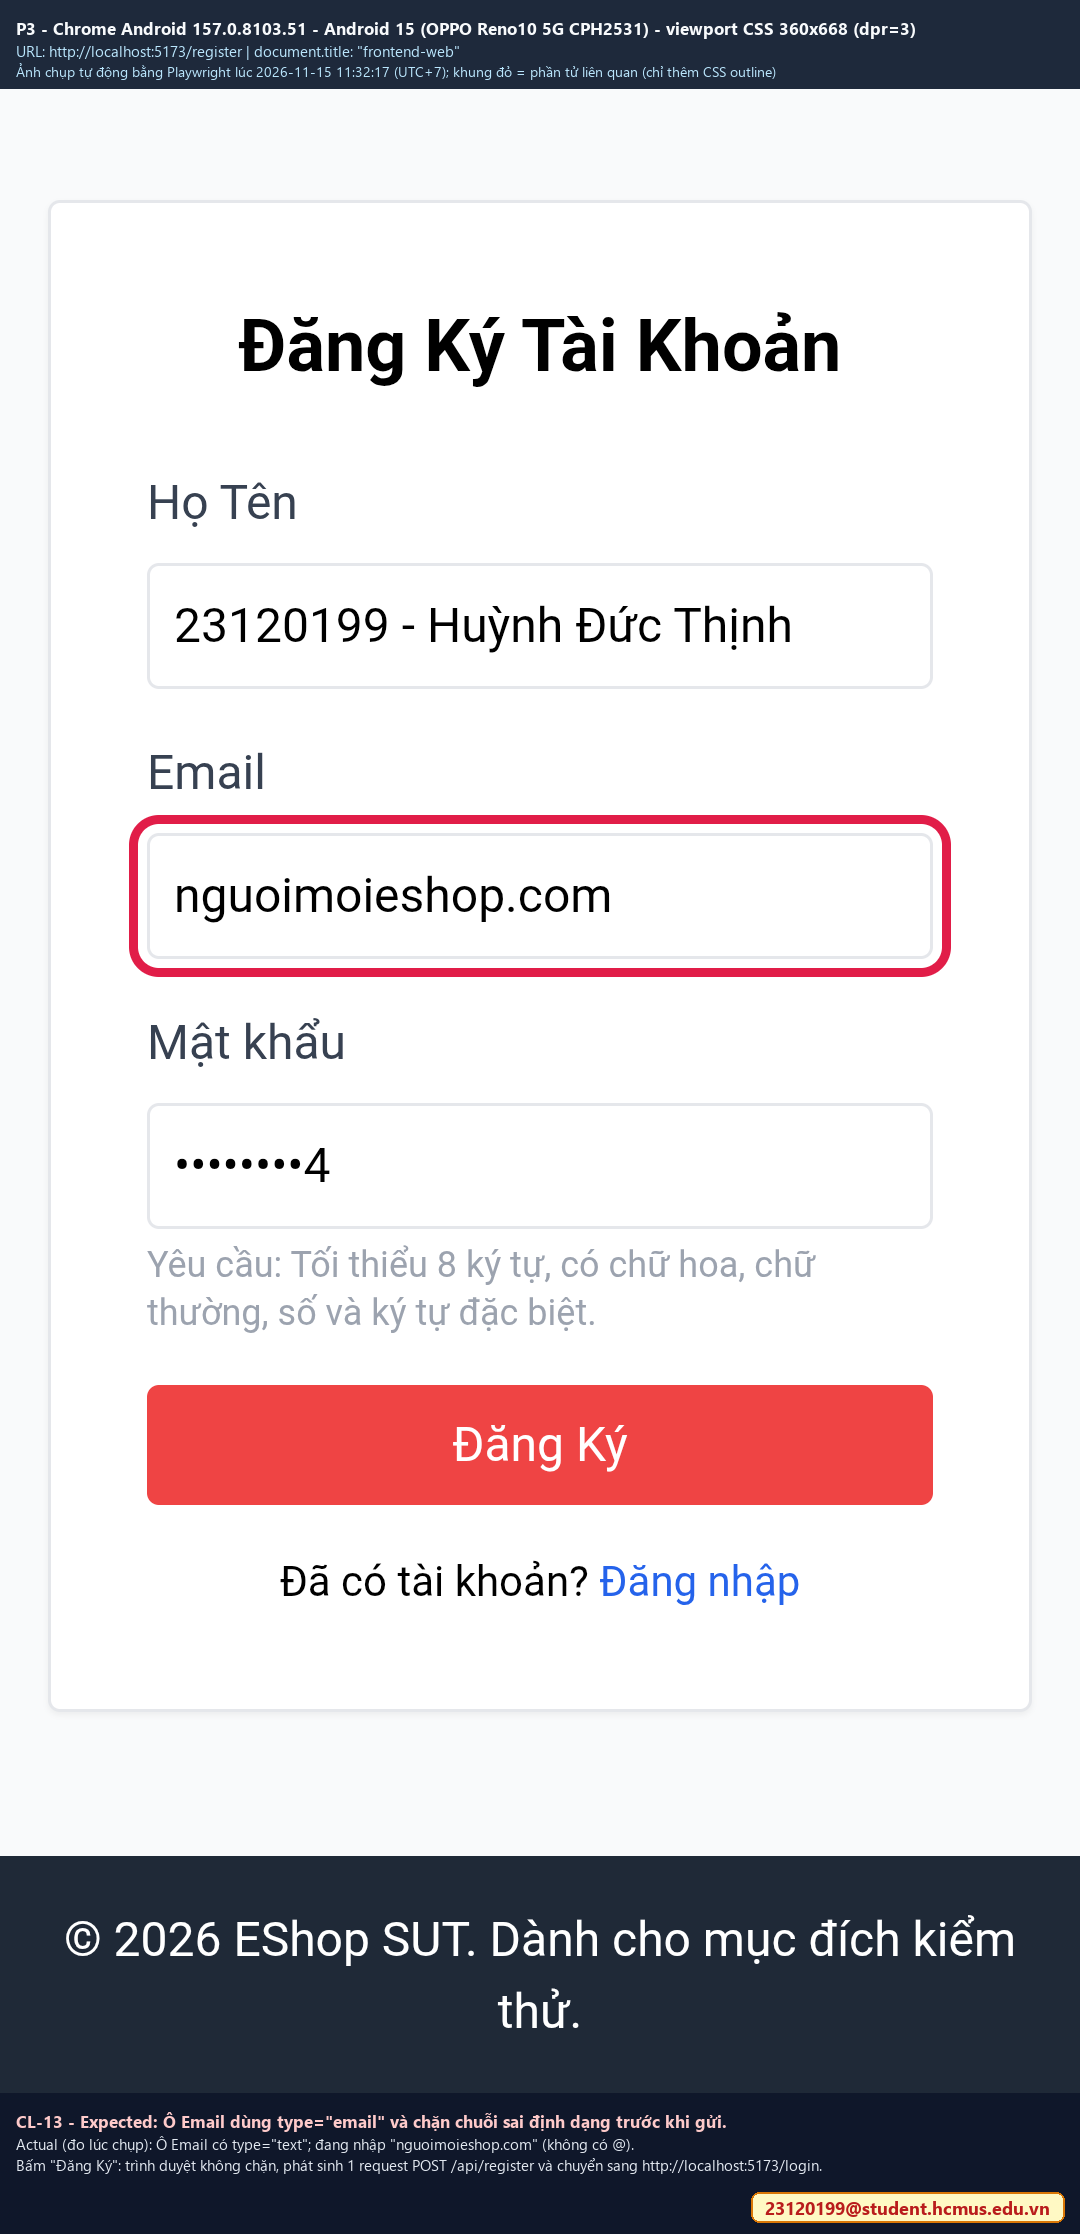 P3 - Chrome Android 157.0.8103.51 - Android 15 (OPPO Reno10 5G CPH2531) - viewport CSS 360x668 (dpr=3)
URL: http://localhost:5173/register | document.title: "frontend-web"
Ảnh chụp tự động bằng Playwright lúc 2026-11-15 11:32:17 (UTC+7); khung đỏ = phần tử liên quan (chỉ thêm CSS outline)
Đăng Ký Tài Khoản
Họ Tên
23120199 - Huỳnh Đức Thịnh
Email
nguoimoieshop.com
Mật khẩu
••••••••4
Yêu cầu: Tối thiểu 8 ký tự, có chữ hoa, chữ
thường, số và ký tự đặc biệt.
Đăng Ký
Đã có tài khoản? Đăng nhập
© 2026 EShop SUT. Dành cho mục đích kiểm
thử.
CL-13 - Expected: Ô Email dùng type="email" và chặn chuỗi sai định dạng trước khi gửi.
Actual (đo lúc chụp): Ô Email có type="text"; đang nhập "nguoimoieshop.com" (không có @).
Bấm "Đăng Ký": trình duyệt không chặn, phát sinh 1 request POST /api/register và chuyển sang http://localhost:5173/login.
23120199@student.hcmus.edu.vn